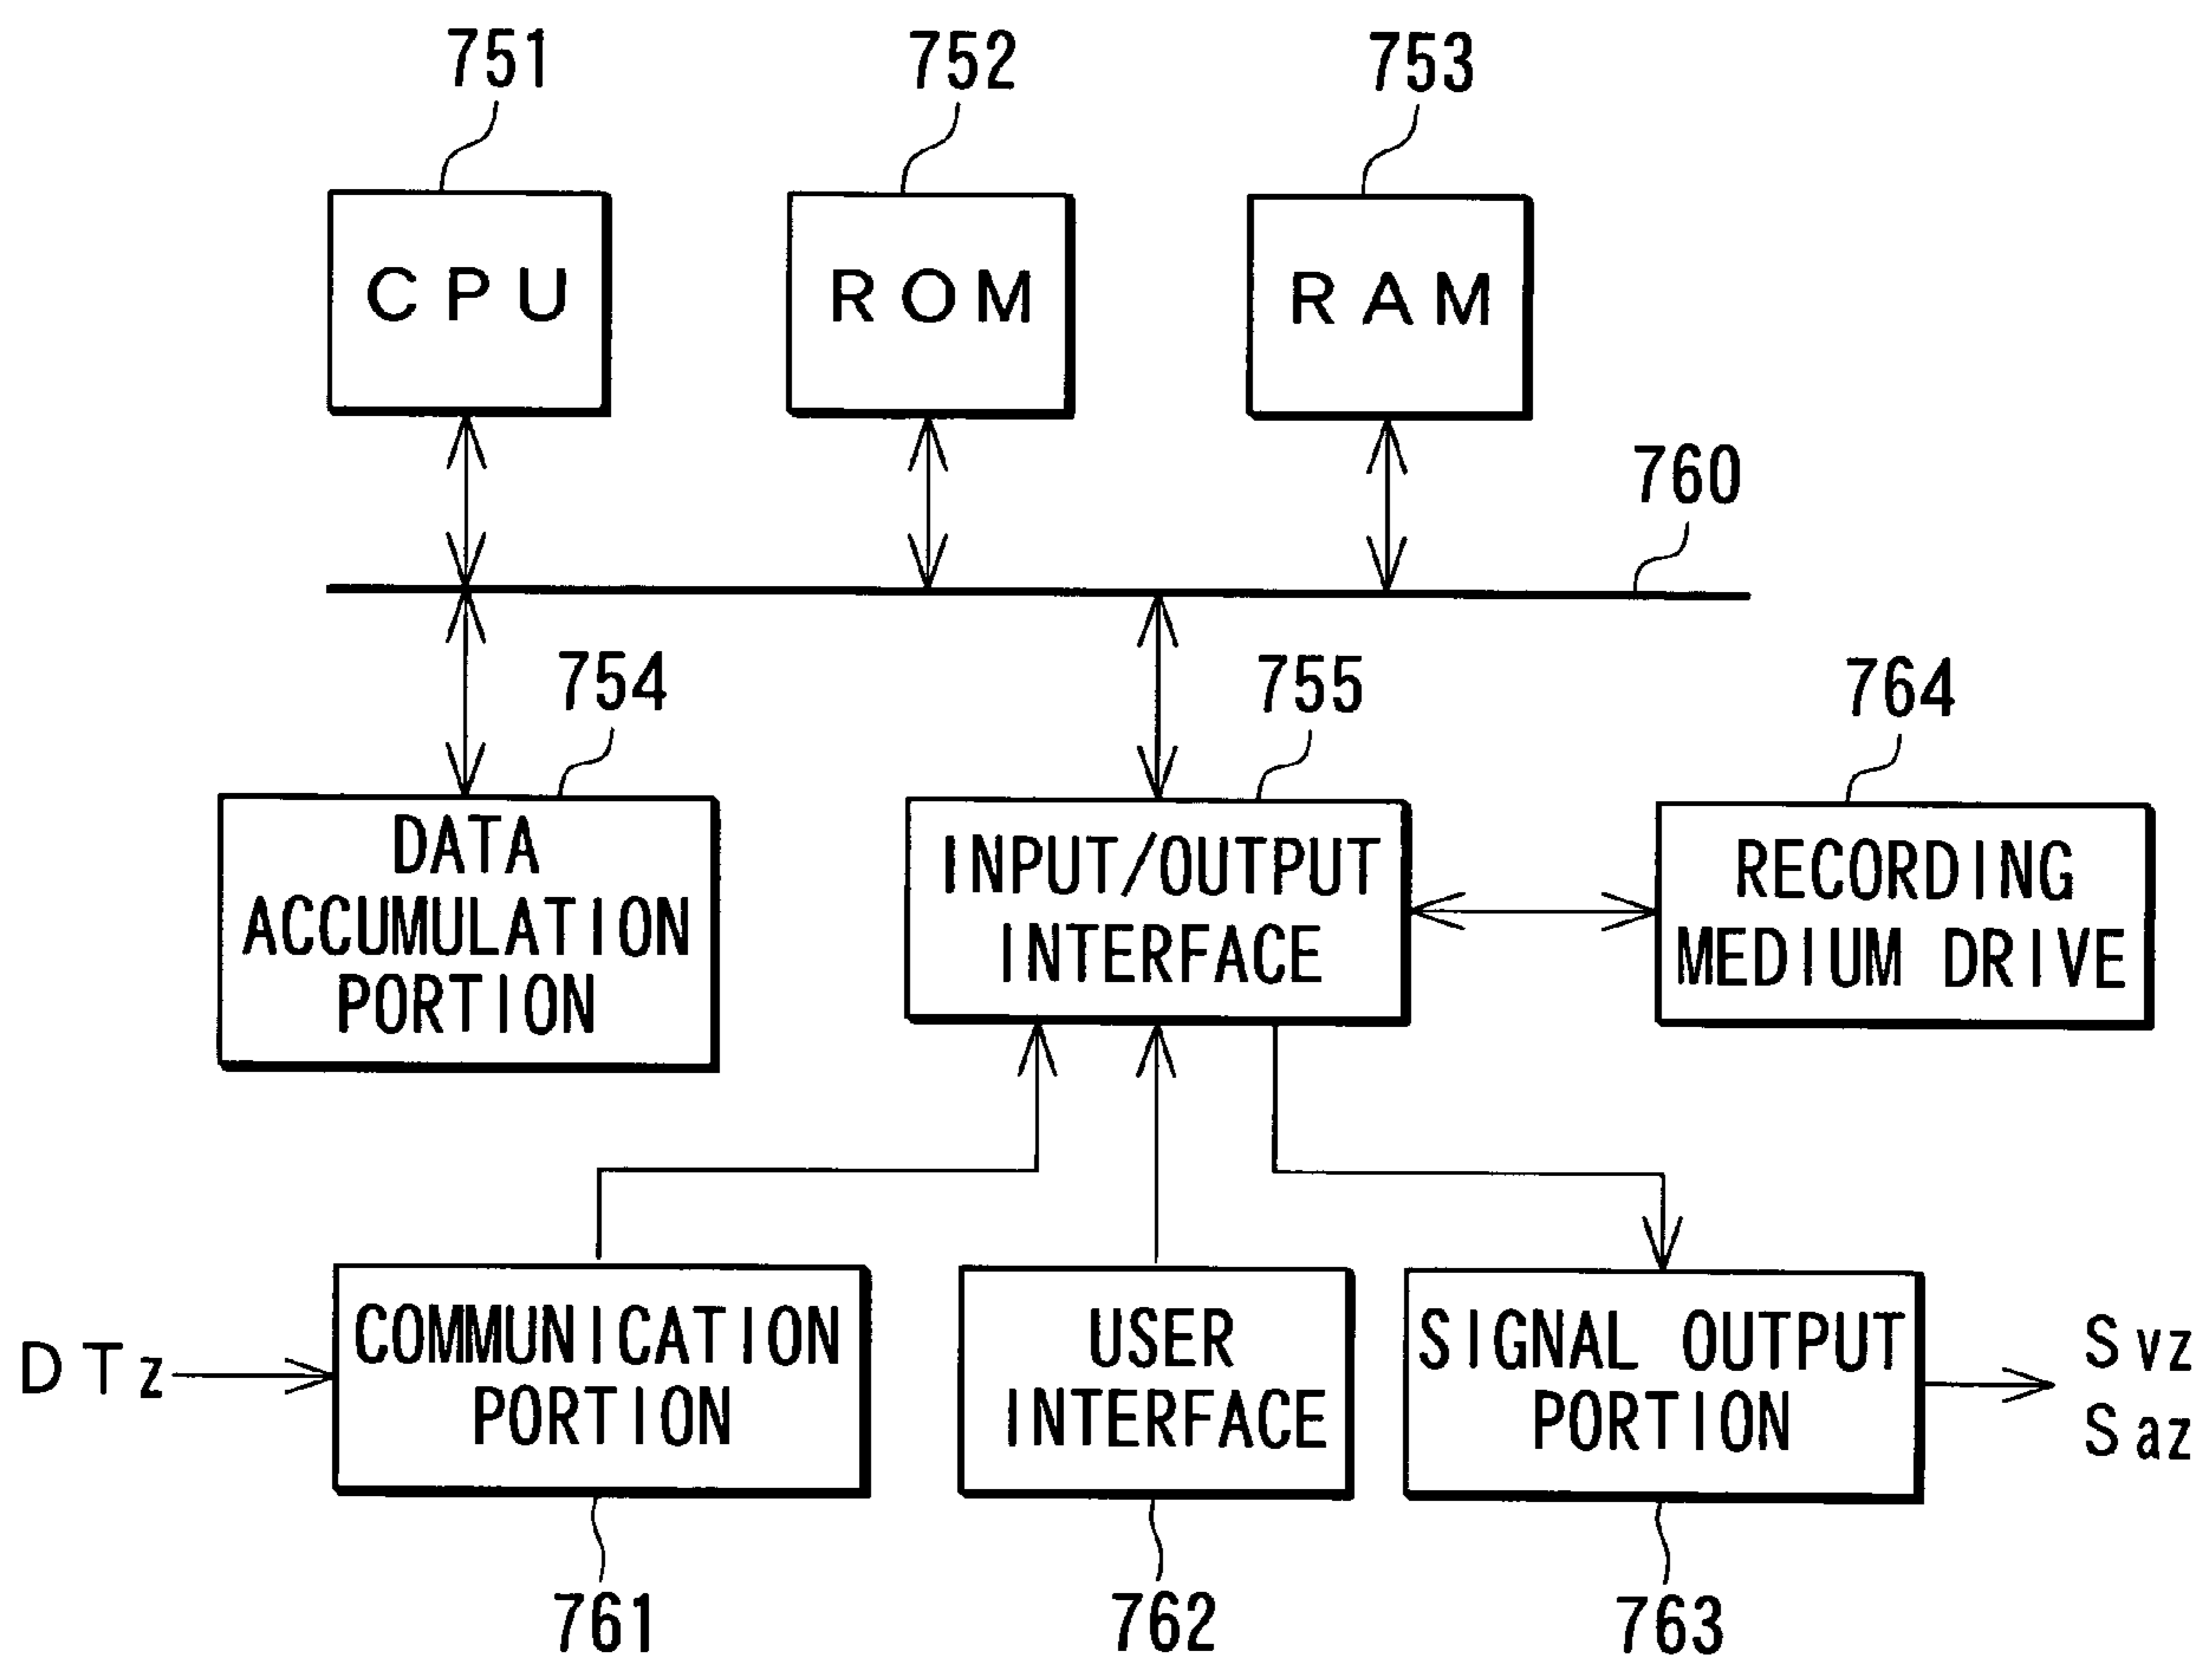 751
752
753
CPU
ROM
RAM
760
754
755
764
DATA
ACCUMULATION
PORTION
INPUT/OUTPUT
INTERFACE
RECORDING
MEDIUM DRIVE
DTz
COMMUNICATION
PORTION
USER
INTERFACE
SIGNAL OUTPUT
PORTION
Svz
Saz
761
762
763